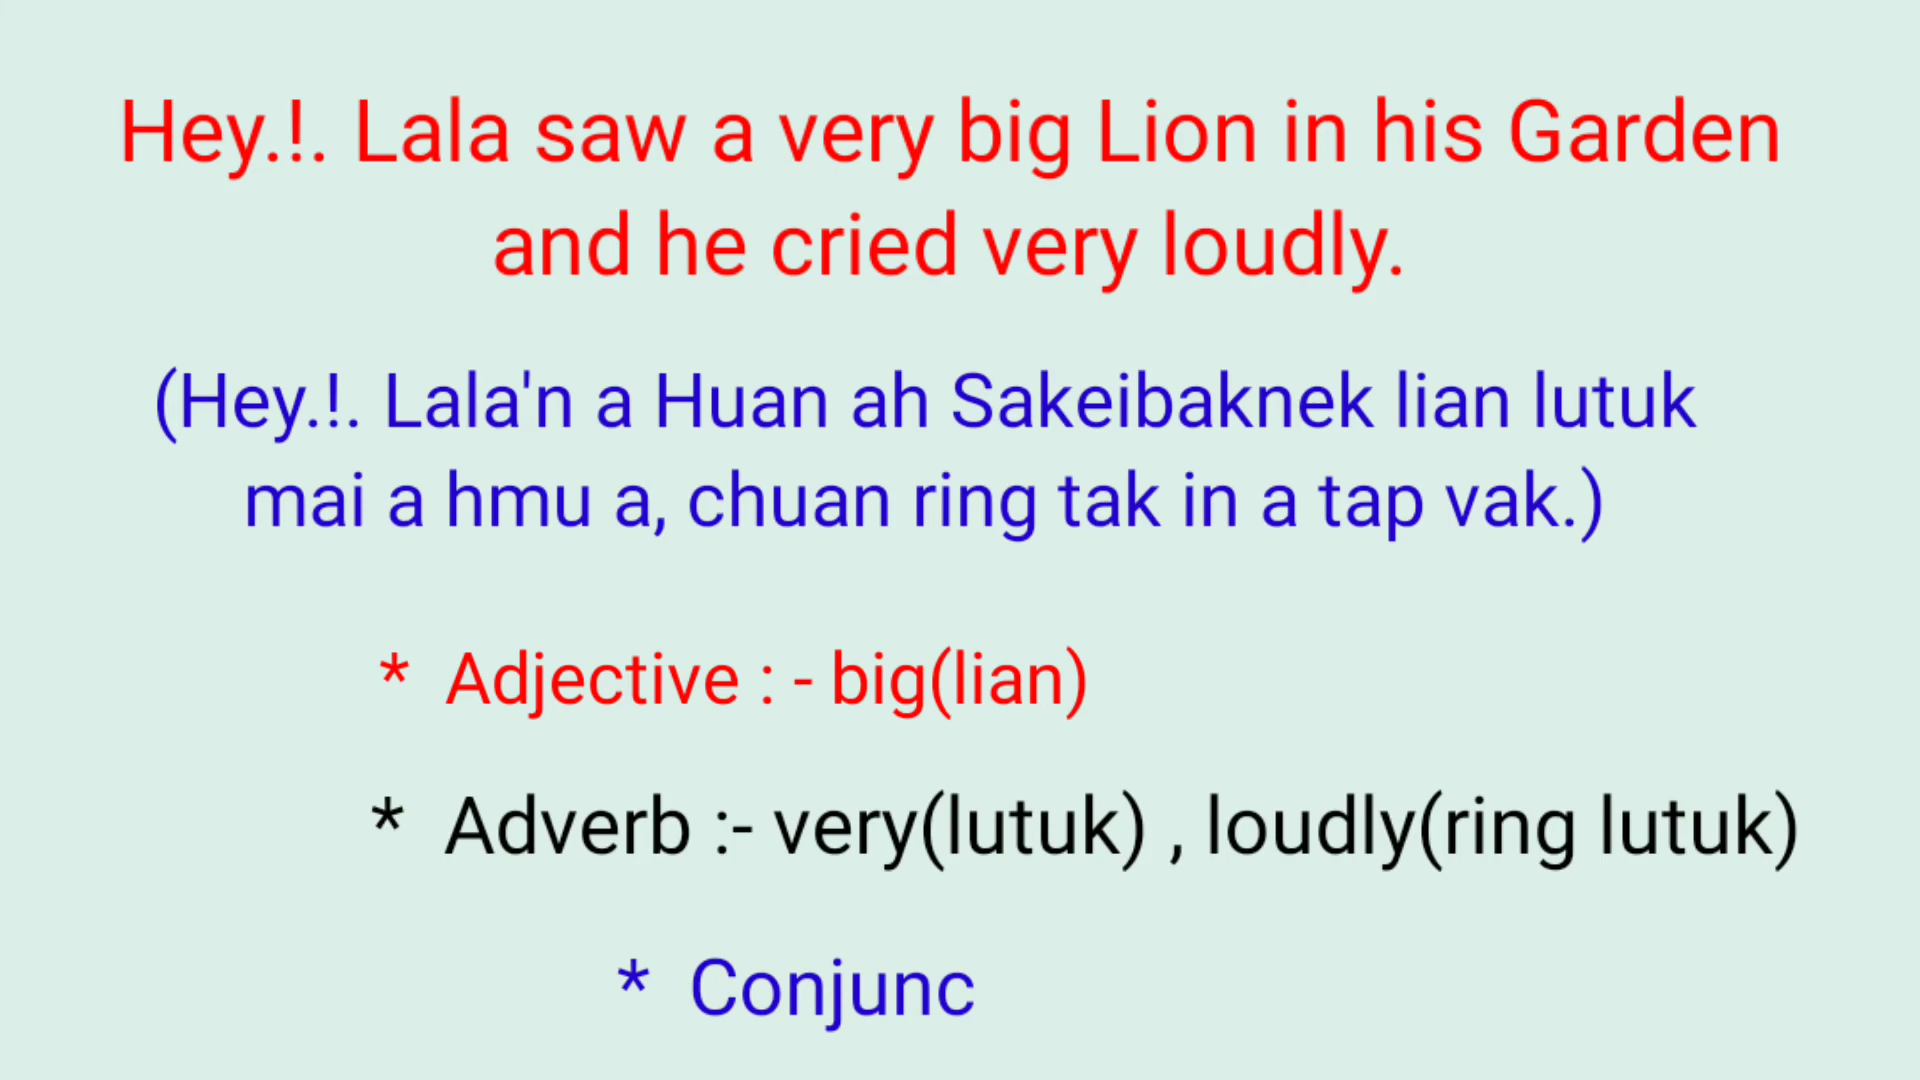 Hey.!. Lala saw a very big Lion in his Garden
and he cried very loudly.
(Hey.!. Lala'n a Huan ah Sakeibaknek lian lutuk
mai a hmu a, chuan ring tak in a tap vak.)
* Adjective : - big(lian)
* Adverb :- very(lutuk) , loudly(ring lutuk)
* Conjunc